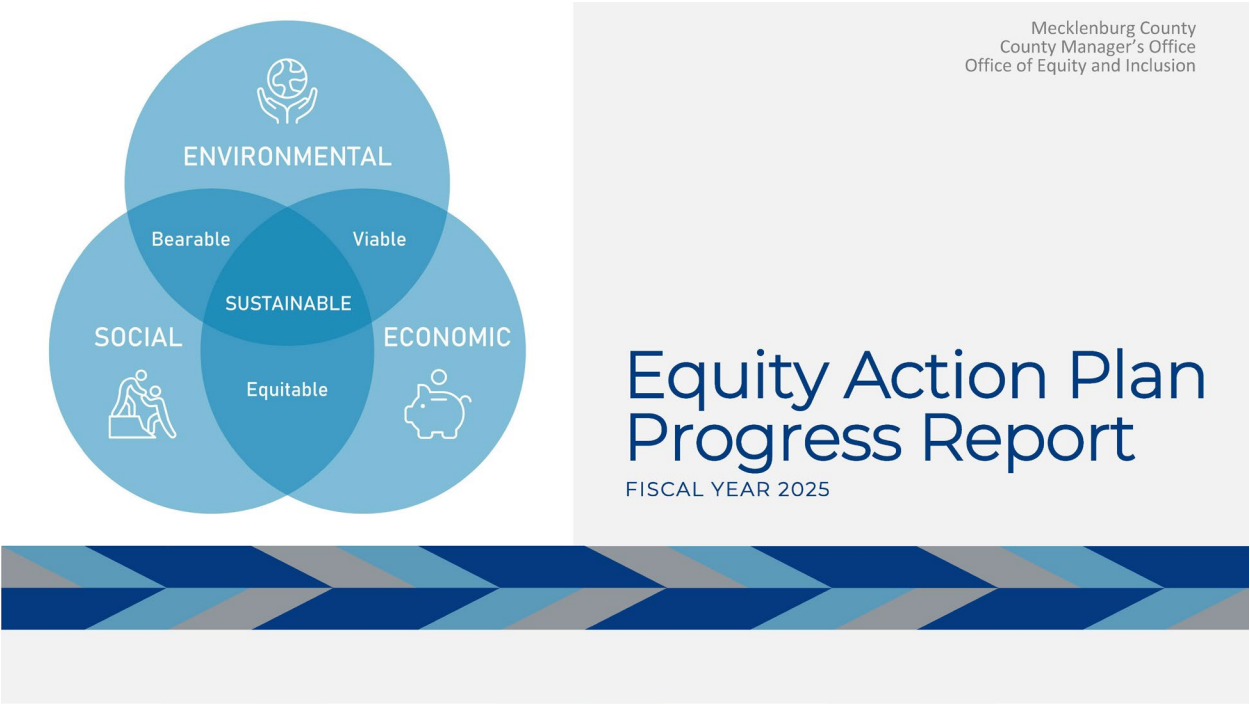 Mecklenburg County
County Manager's Office
Office of Equity and Inclusion
ENVIRONMENTAL
Bearable
Viable
SUSTAINABLE
SOCIAL
ECONOMIC
Equitable
Equity Action Plan
Progress Report
FISCAL YEAR 2025